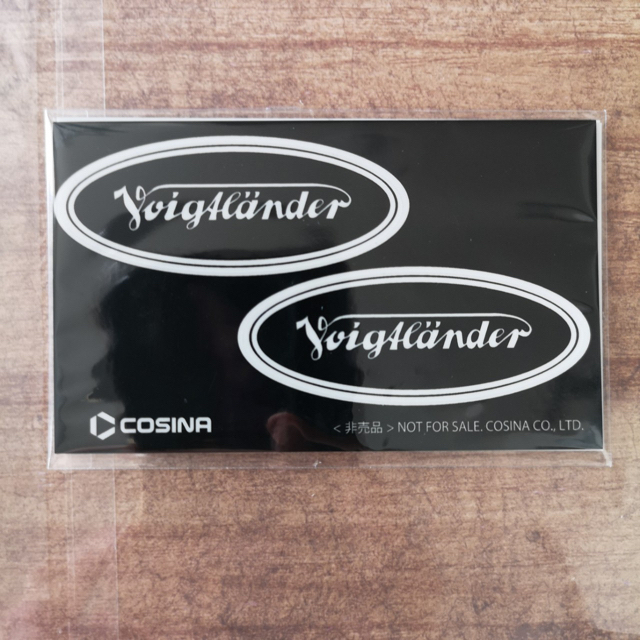 Voigtländer
Voigtländer
COSINA
< 非売品 > NOT FOR SALE. COSINA CO., LTD.